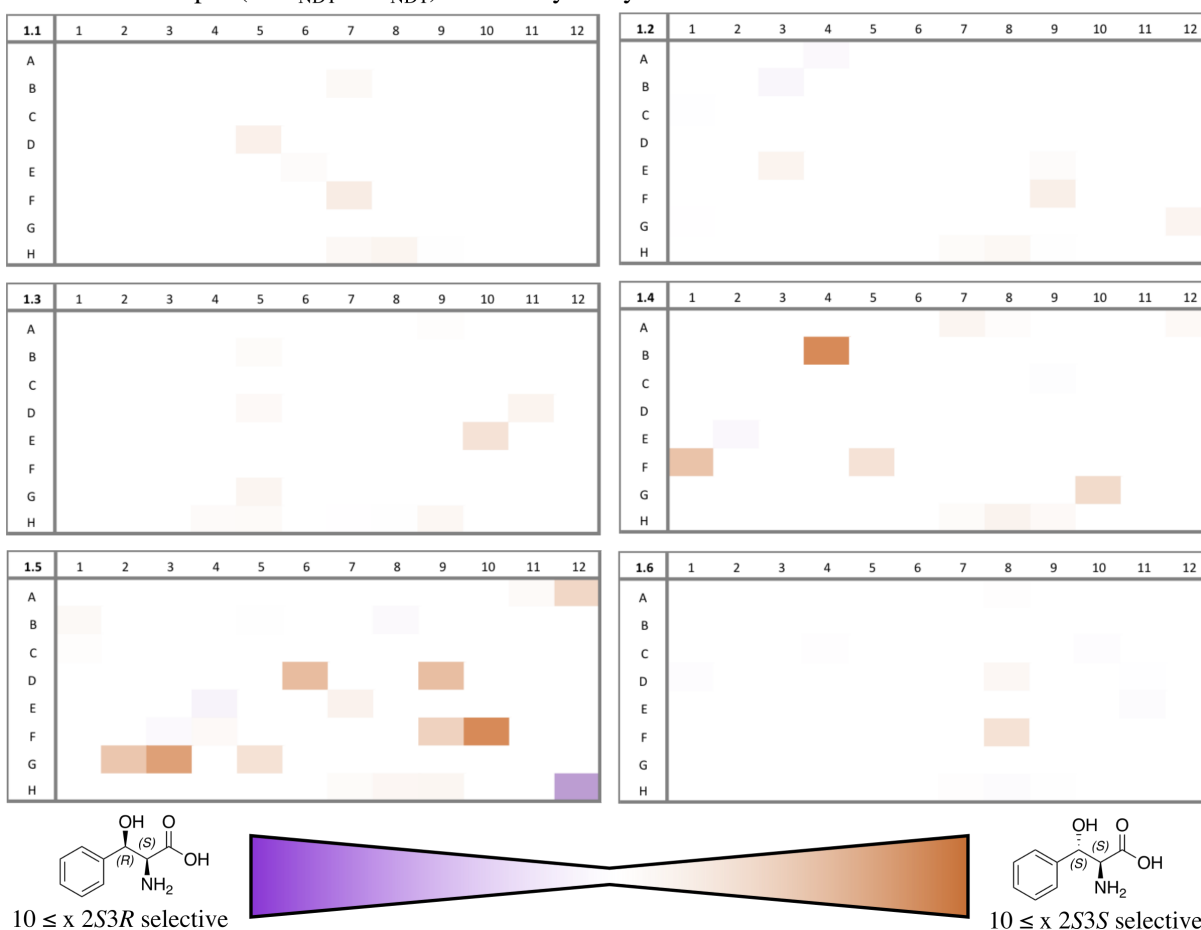 1.1 1 2 3 4 5 6 7 8 9 10 11 12
A
B
C
D
E
F
G
H
1.2 1 2 3 4 5 6 7 8 9 10 11 12
A
B
C
D
E
F
G
H
1.3 1 2 3 4 5 6 7 8 9 10 11 12
A
B
C
D
E
F
G
H
1.4 1 2 3 4 5 6 7 8 9 10 11 12
A
B
C
D
E
F
G
H
1.5 1 2 3 4 5 6 7 8 9 10 11 12
A
B
C
D
E
F
G
H
1.6 1 2 3 4 5 6 7 8 9 10 11 12
A
B
C
D
E
F
G
H
OH O
(S)
(R) OH
NH2
10 ≤ x 2S3R selective
OH O
(S)
(S) OH
NH2
10 ≤ x 2S3S selective